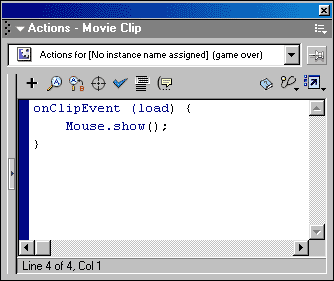 Actions - Movie Clip
Actions for [No instance name assigned] (game over)
onClipEvent (load) {
    Mouse.show();
}
Line 4 of 4, Col 1